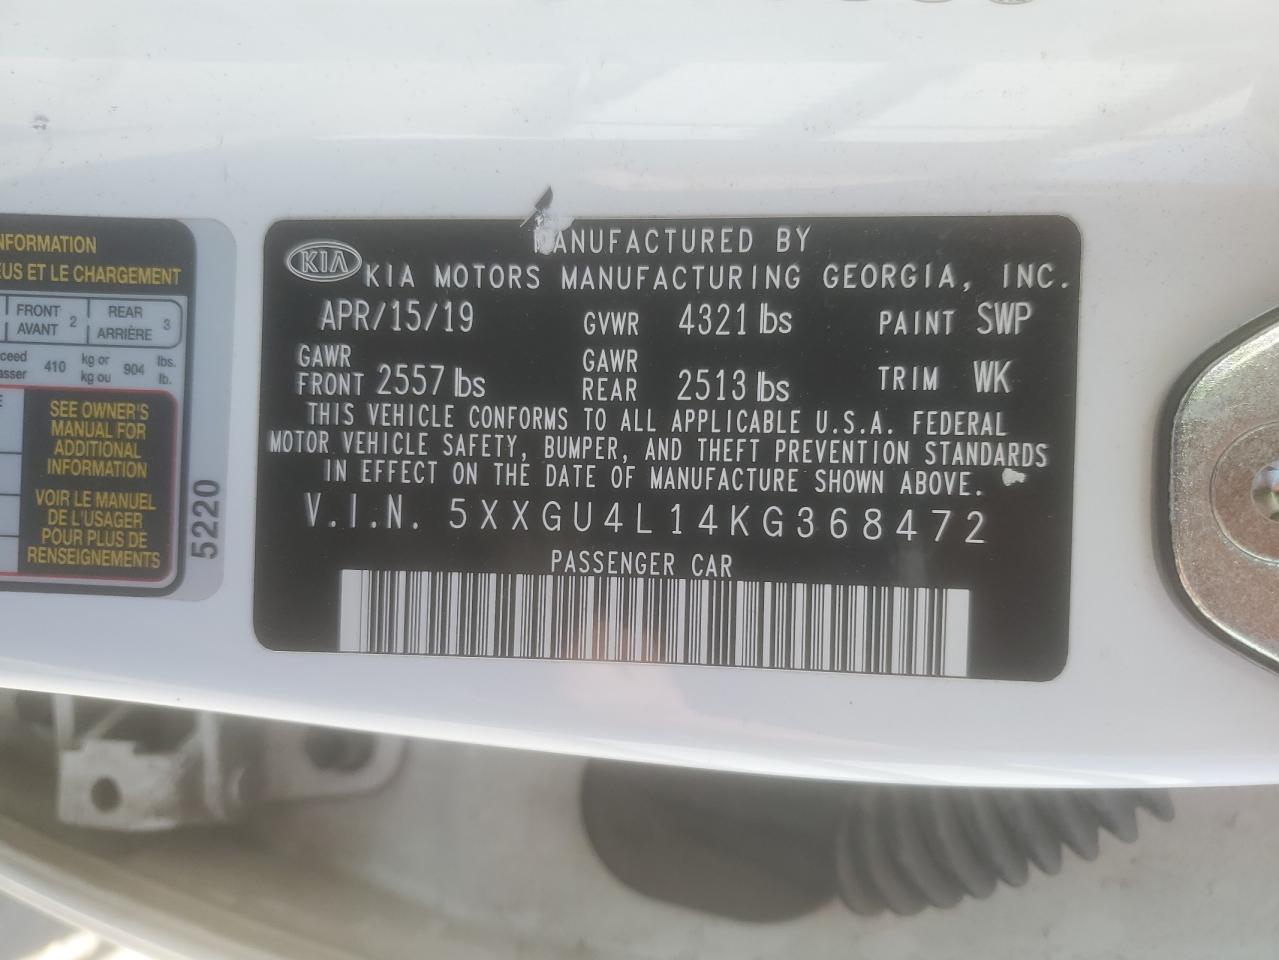 NFORMATION
EUS ET LE CHARGEMENT
FRONT
AVANT 2
REAR
ARRIÈRE 3
410 kg or
kg ou 904 lbs.
lb.
SEE OWNER'S
MANUAL FOR
ADDITIONAL
INFORMATION
VOIR LE MANUEL
DE L'USAGER
POUR PLUS DE
RENSEIGNEMENTS
5220
KIA
MANUFACTURED BY
KIA MOTORS MANUFACTURING GEORGIA, INC.
APR/15/19 GVWR 4321 lbs PAINT SWP
GAWR FRONT 2557 lbs GAWR REAR 2513 lbs TRIM WK
THIS VEHICLE CONFORMS TO ALL APPLICABLE U.S.A. FEDERAL
MOTOR VEHICLE SAFETY, BUMPER, AND THEFT PREVENTION STANDARDS
IN EFFECT ON THE DATE OF MANUFACTURE SHOWN ABOVE.
V.I.N. 5XXGU4L14KG368472
PASSENGER CAR